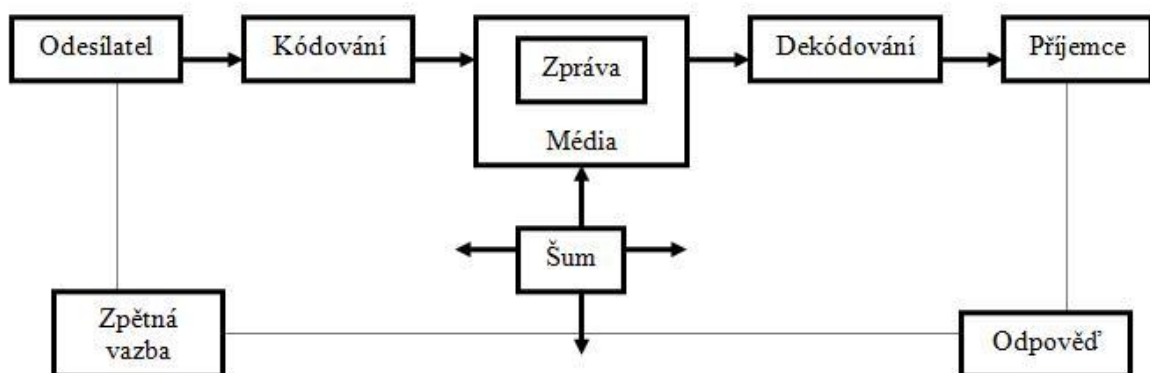 Odesílatel
Kódování
Zpráva
Média
Dekódování
Příjemce
Šum
Zpětná
vazba
Odpověď